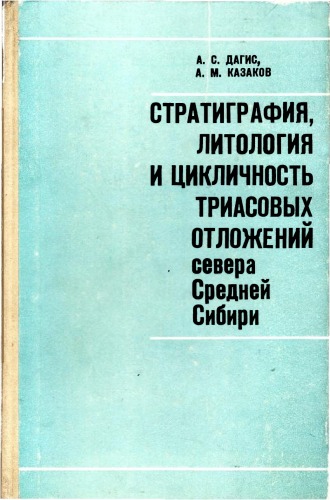 А. С. ДАГИС,
А. М. КАЗАКОВ
СТРАТИГРАФИЯ,
ЛИТОЛОГИЯ
И ЦИКЛИЧНОСТЬ
ТРИАСОВЫХ
ОТЛОЖЕНИЙ
севера
Средней
Сибири